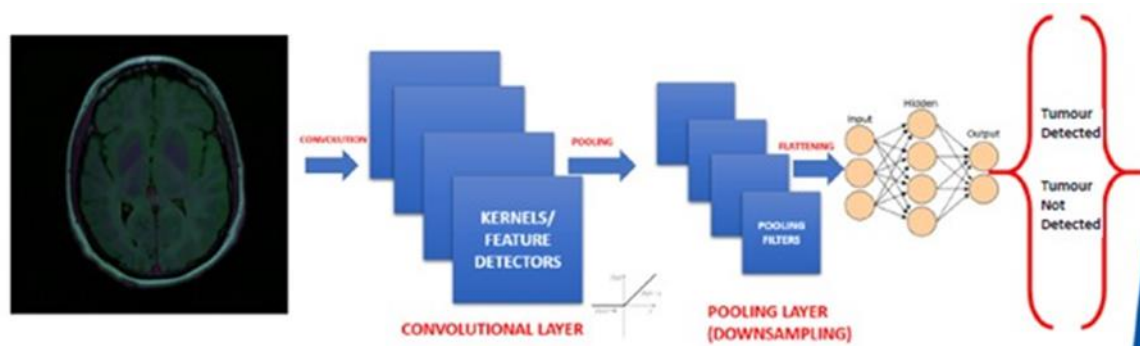 CONVOLUTION
KERNELS/
FEATURE
DETECTORS
CONVOLUTIONAL LAYER
POOLING
POOLING
FILTERS
POOLING LAYER
(DOWNSAMPLING)
FLATTENING
Input
Hidden
Output
Tumour
Detected
Tumour
Not
Detected